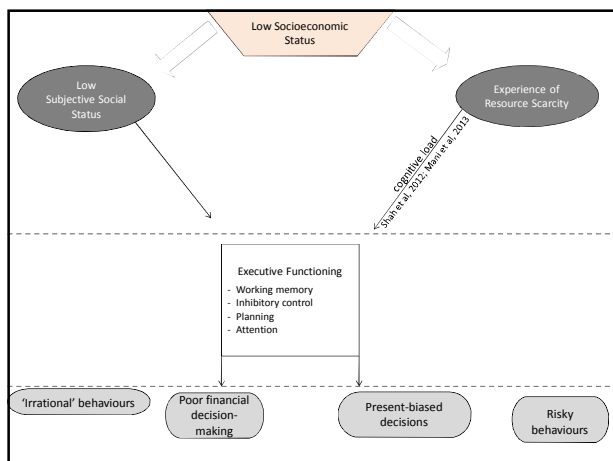 Low Socioeconomic
Status
Low
Subjective Social
Status
Experience of
Resource Scarcity
cognitive load
Shah et al, 2012; Mani et al, 2013
Executive Functioning
- Working memory
- Inhibitory control
- Planning
- Attention
‘Irrational’ behaviours
Poor financial
decision-
making
Present-biased
decisions
Risky
behaviours